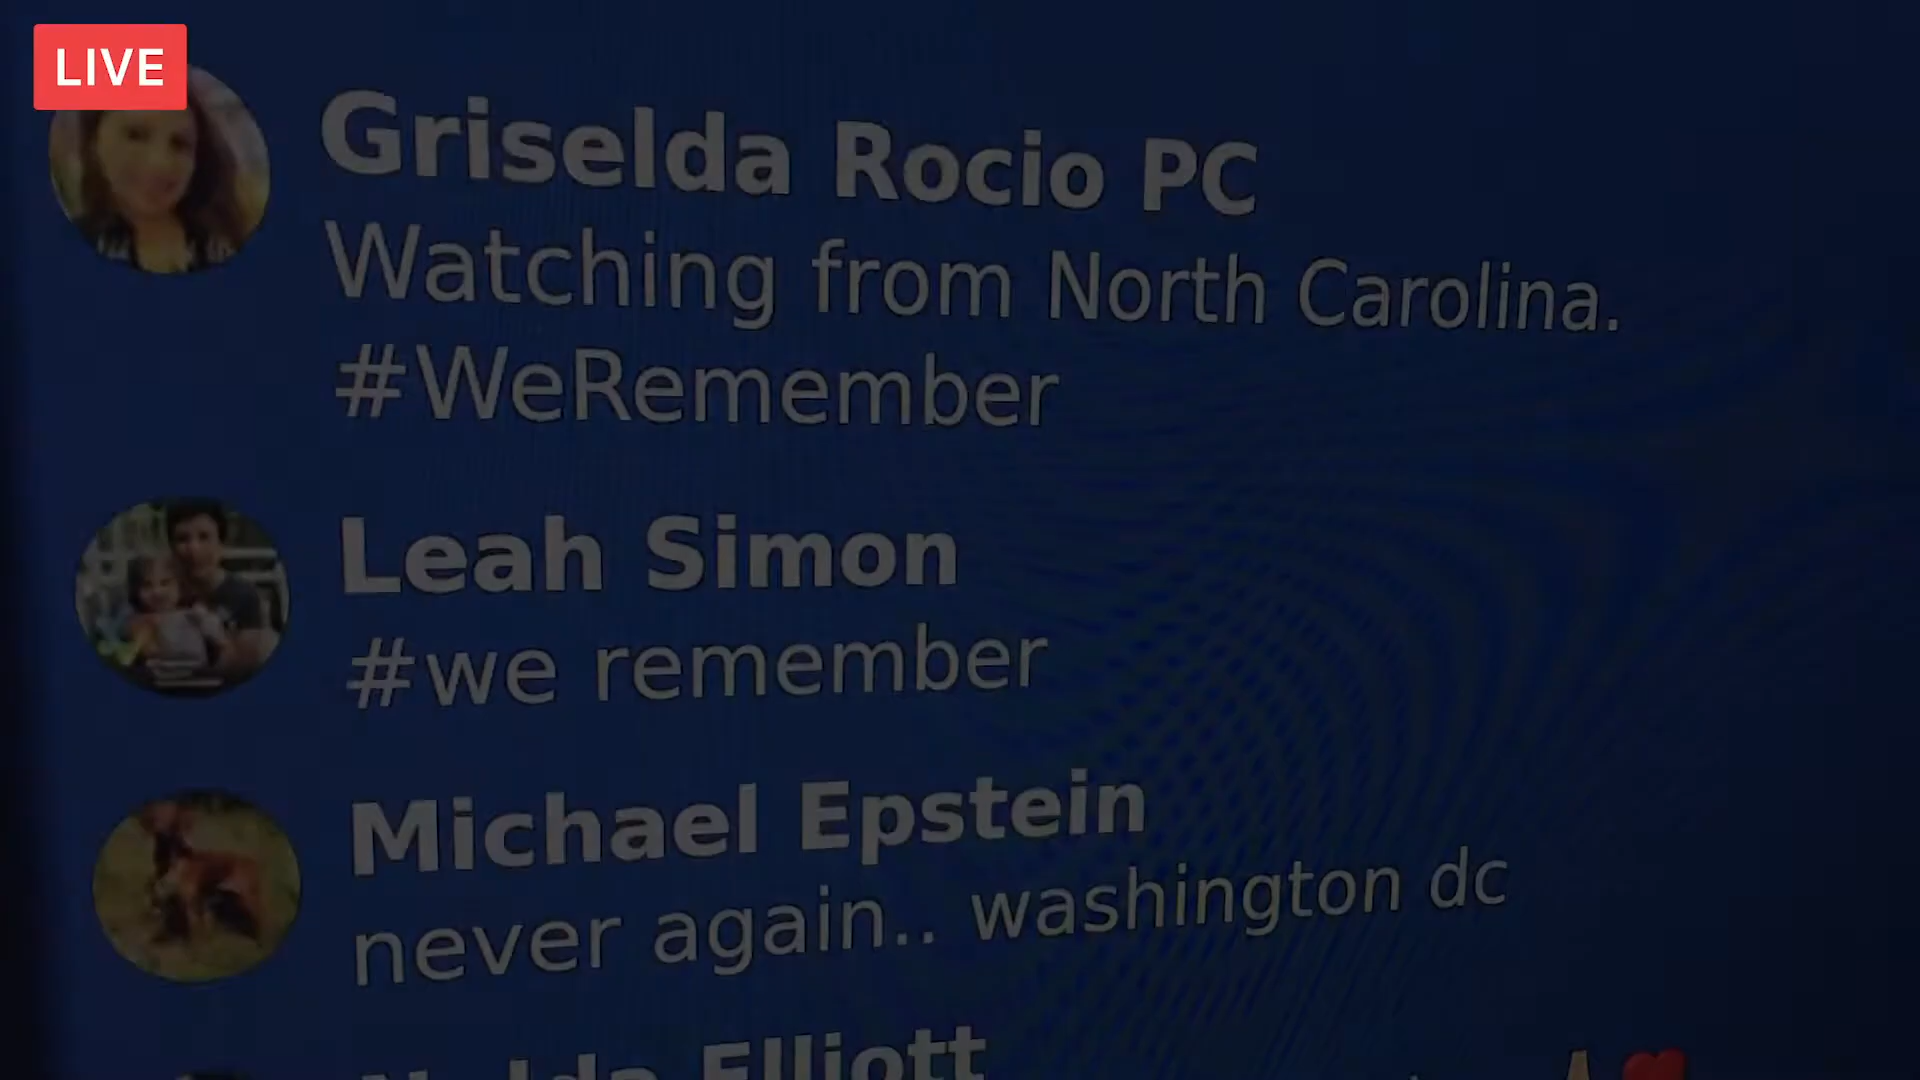 LIVE
Griselda Rocio PC
Watching from North Carolina.
#WeRemember
Leah Simon
#we remember
Michael Epstein
never again.. washington dc
Elliott